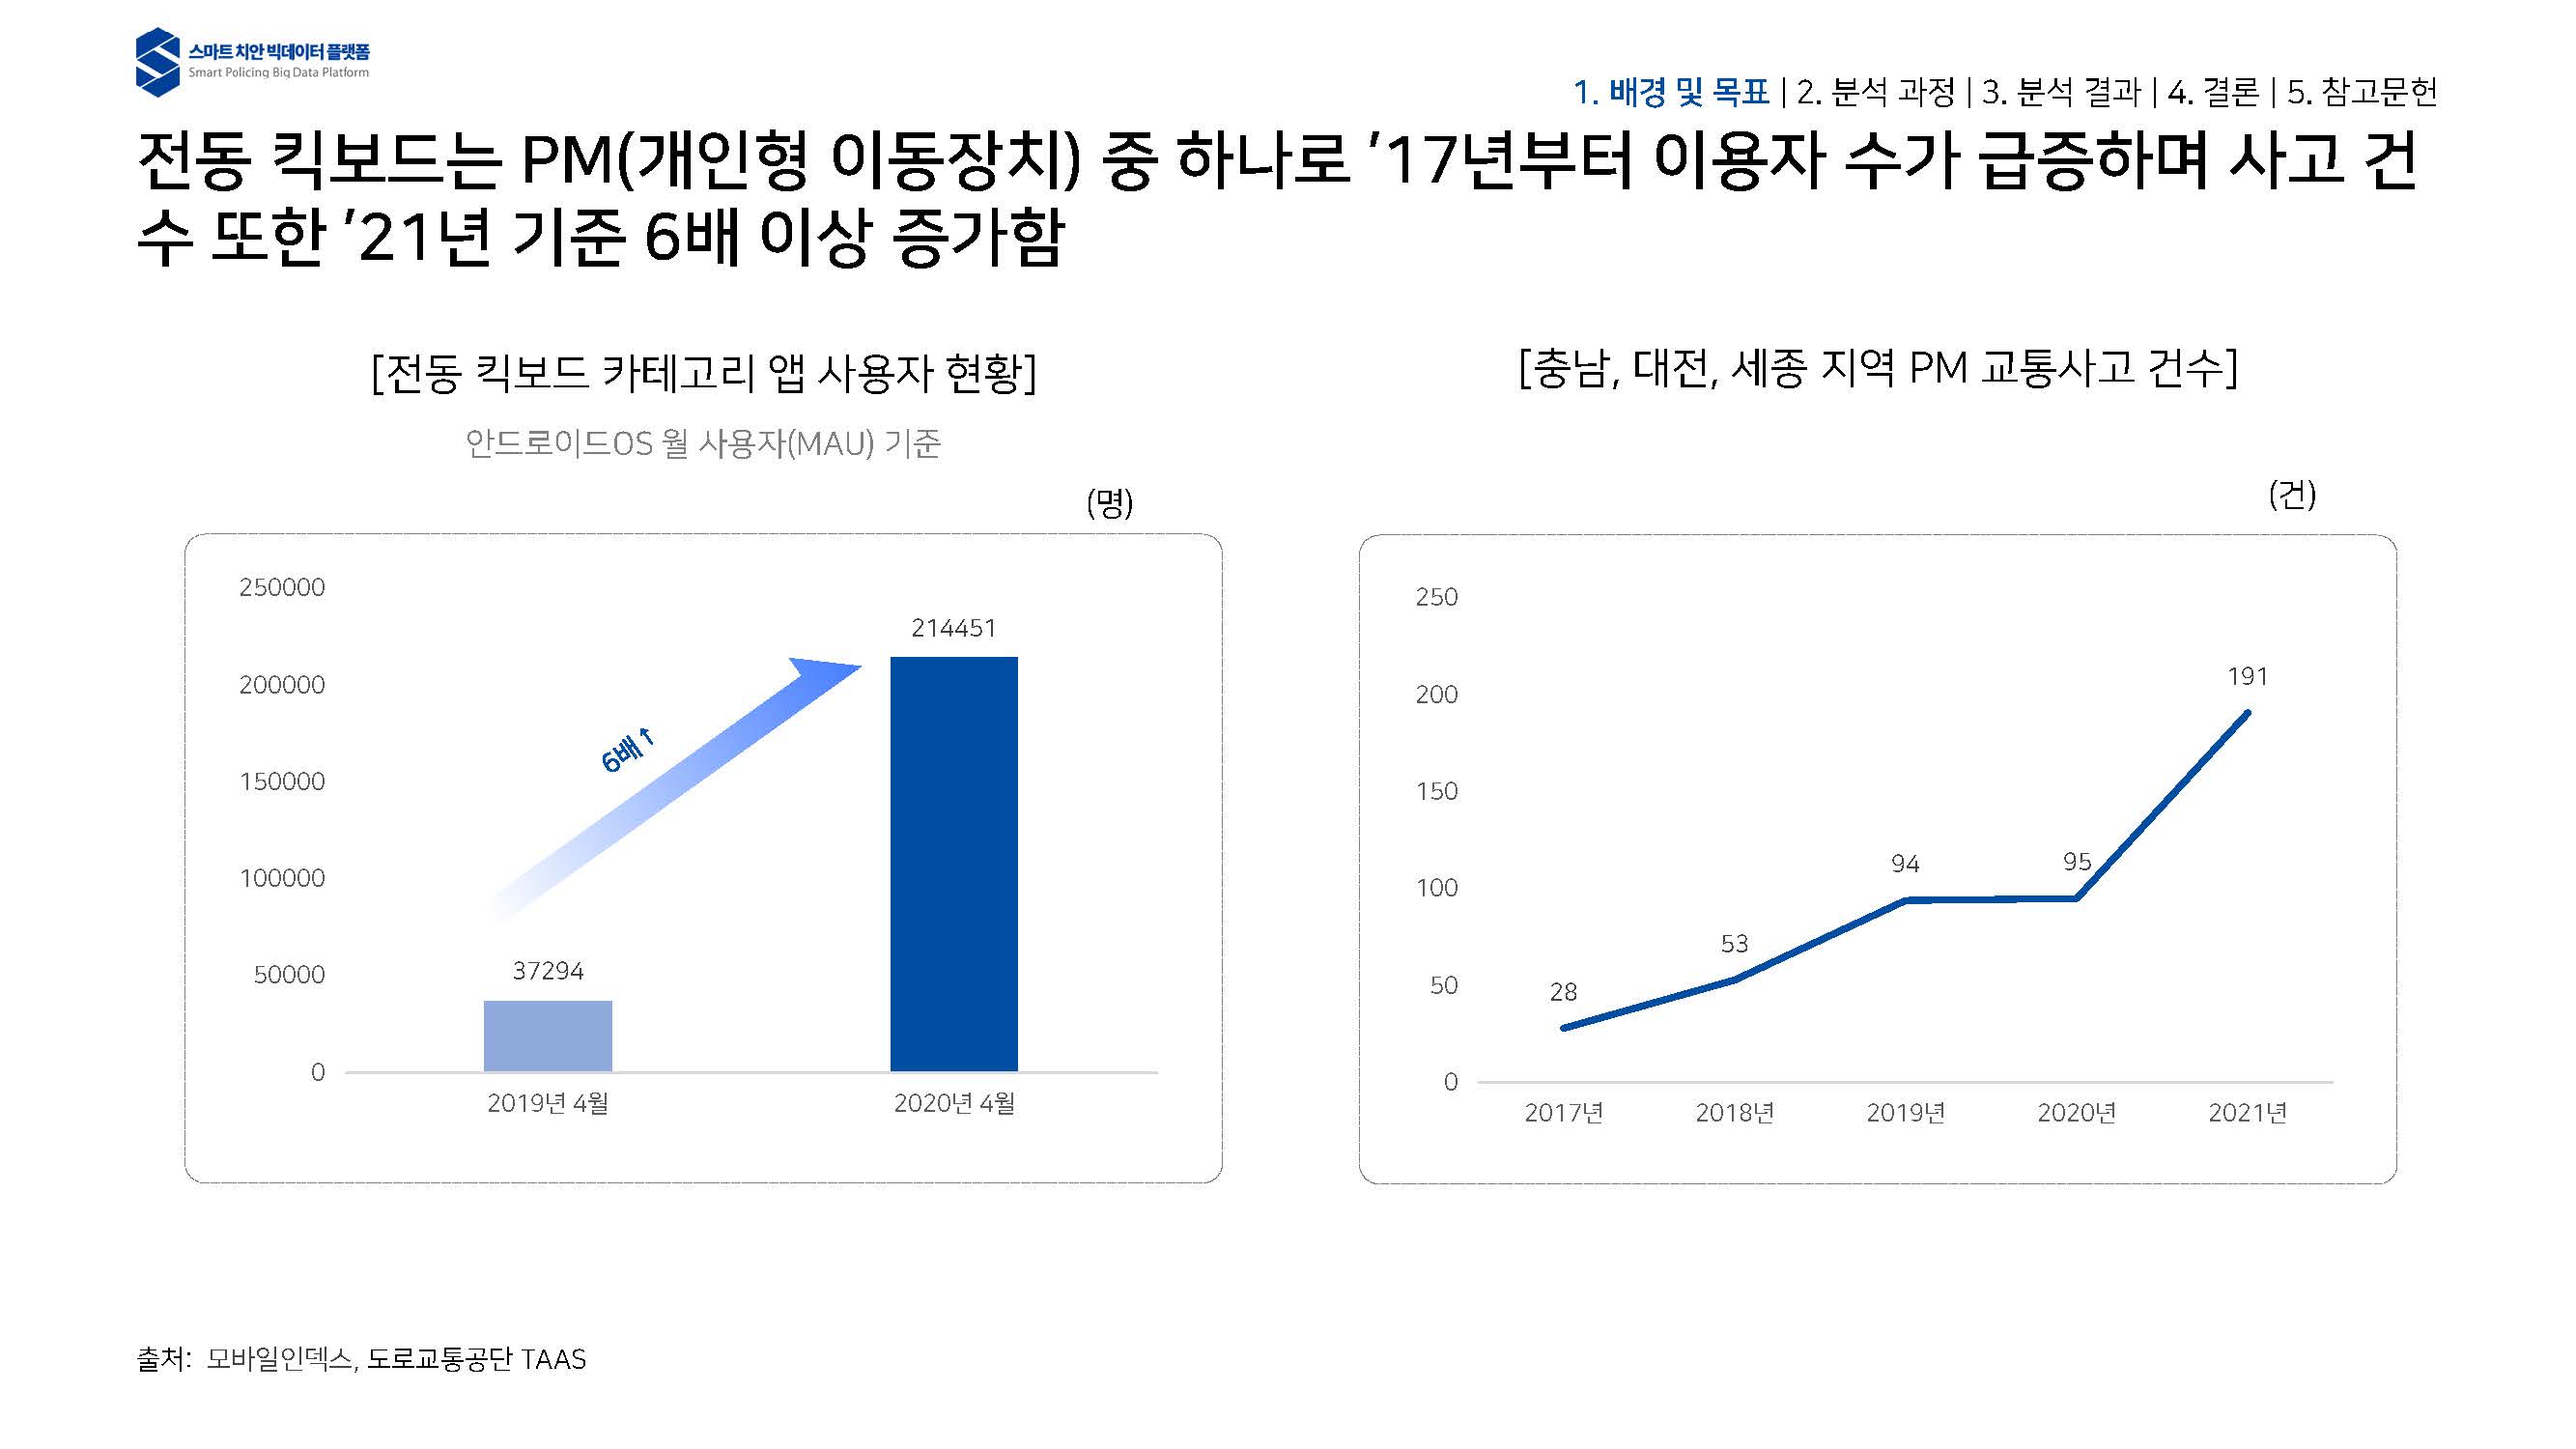 스마트 치안 빅데이터 플랫폼
Smart Policing Big Data Platform
1. 배경 및 목표 | 2. 분석 과정 | 3. 분석 결과 | 4. 결론 | 5. 참고문헌
전동 킥보드는 PM(개인형 이동장치) 중 하나로 ’17년부터 이용자 수가 급증하며 사고 건
수 또한 ’21년 기준 6배 이상 증가함
[전동 킥보드 카테고리 앱 사용자 현황]
안드로이드OS 월 사용자(MAU) 기준
(명)
250000
200000
150000
100000
50000
0
37294
6배↑
214451
2019년 4월
2020년 4월
[충남, 대전, 세종 지역 PM 교통사고 건수]
(건)
250
200
150
100
50
0
28
53
94
95
191
2017년
2018년
2019년
2020년
2021년
출처: 모바일인덱스, 도로교통공단 TAAS